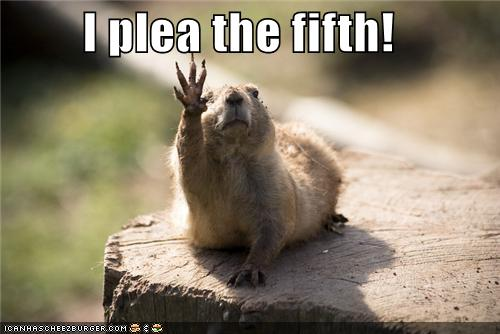 I plea the fifth!
ICANHASCHEEZBURGER.COM